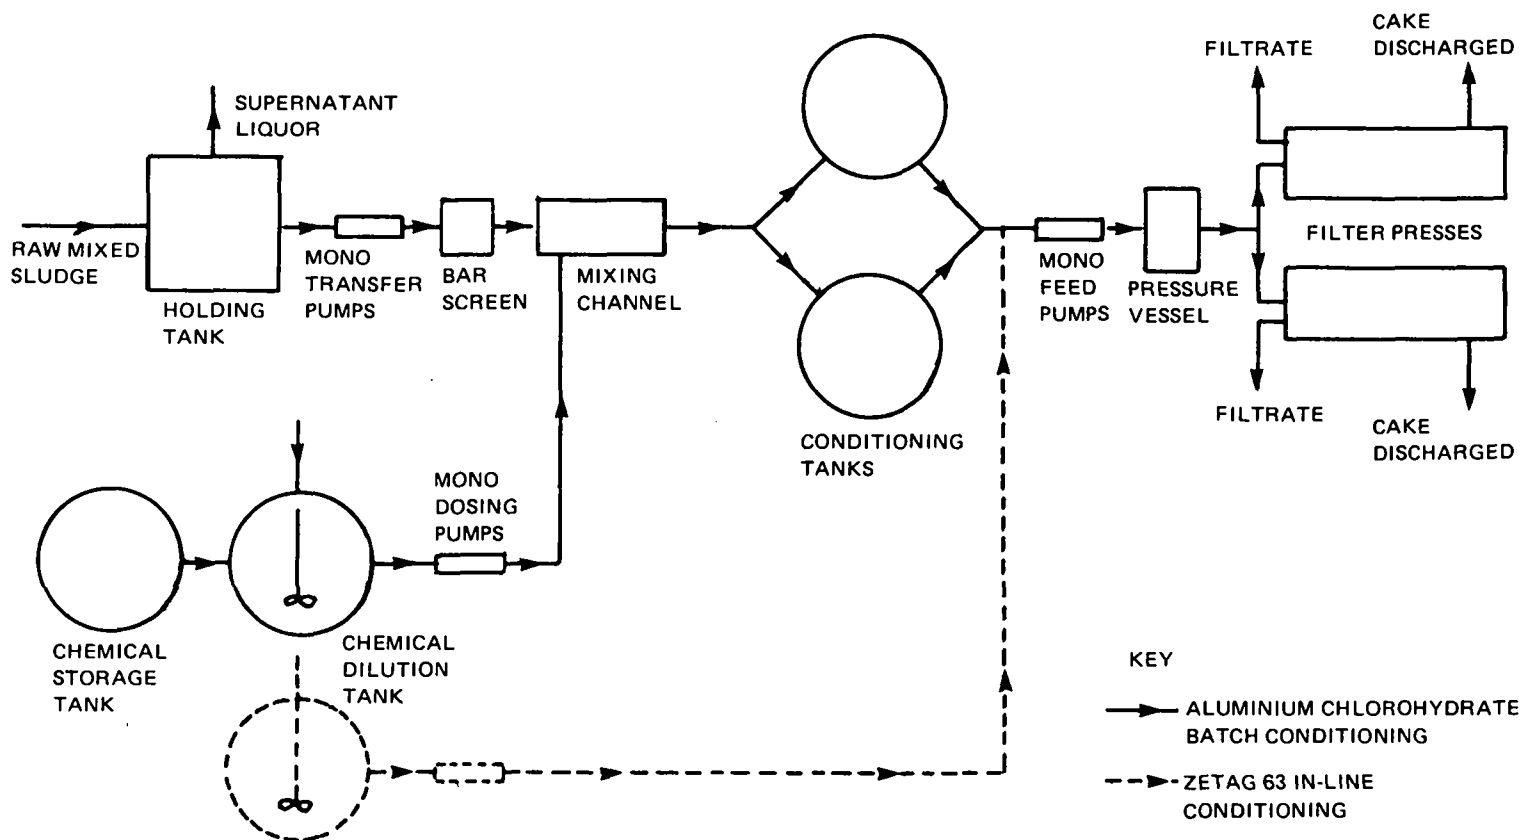 CAKE
DISCHARGED
FILTRATE
SUPERNATANT
LIQUOR
RAW MIXED
SLUDGE
HOLDING
TANK
MONO
TRANSFER
PUMPS
BAR
SCREEN
MIXING
CHANNEL
CONDITIONING
TANKS
MONO
FEED
PUMPS
PRESSURE
VESSEL
FILTER PRESSES
FILTRATE
CAKE
DISCHARGED
MONO
DOSING
PUMPS
CHEMICAL
STORAGE
TANK
CHEMICAL
DILUTION
TANK
KEY
ALUMINIUM CHLOROHYDRATE
BATCH CONDITIONING
ZETAG 63 IN-LINE
CONDITIONING